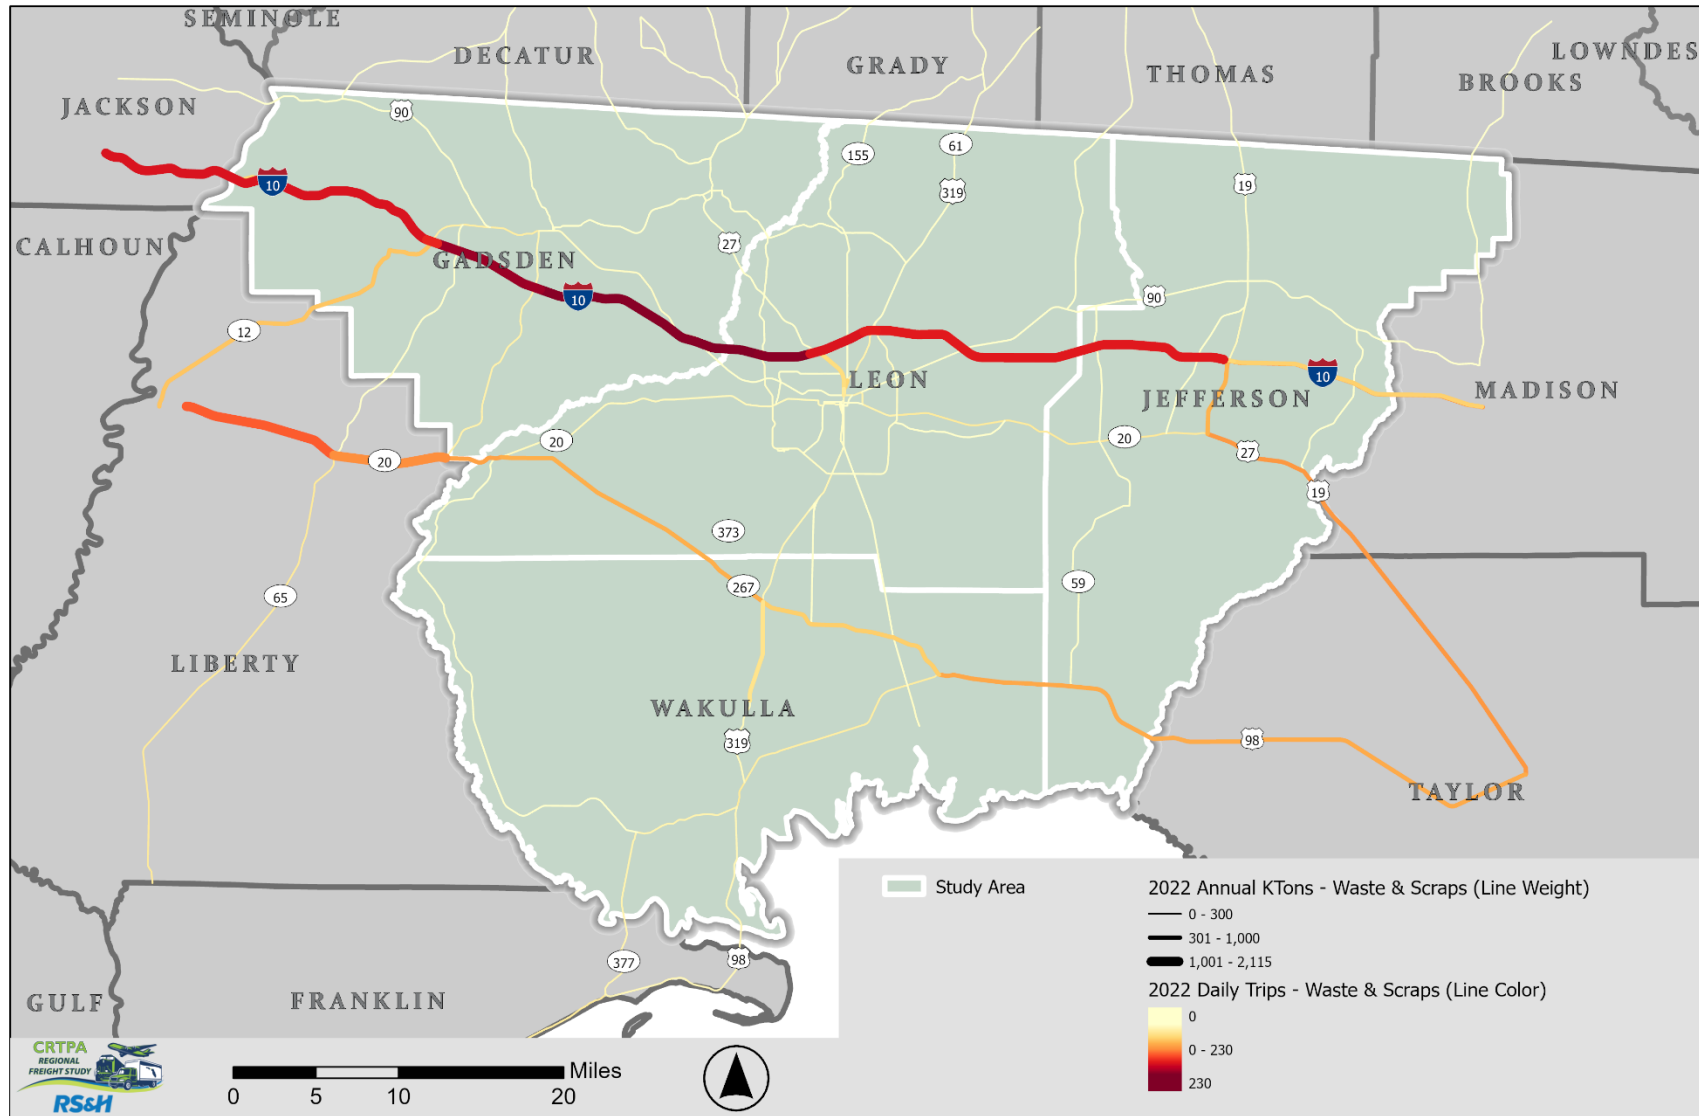 SEMINOLE
DECATUR
GRADY
THOMAS
LOWNDES
BROOKS
JACKSON
90
155
61
319
19
10
CALHOUN
27
GADSDEN
10
90
12
LEON
10
JEFFERSON
MADISON
20
20
20
27
19
373
267
59
65
LIBERTY
WAKULLA
319
98
TAYLOR
377
98
GULF
FRANKLIN
Study Area
2022 Annual KTons - Waste & Scraps (Line Weight)
0 - 300
301 - 1,000
1,001 - 2,115
2022 Daily Trips - Waste & Scraps (Line Color)
0
0 - 230
230
CRTPA
REGIONAL
FREIGHT STUDY
RS&H
Miles
0 5 10 20